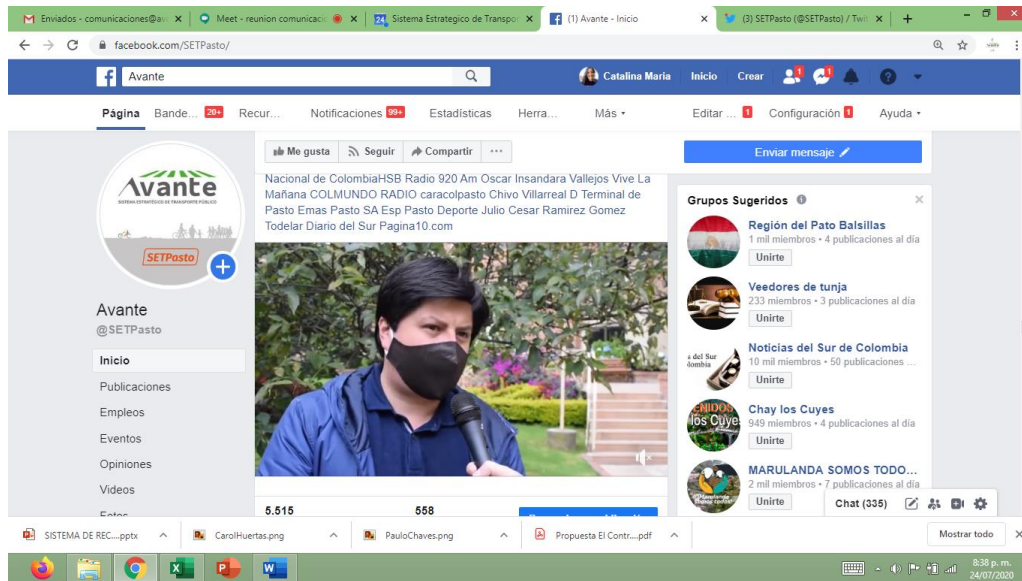 Enviados - comunicaciones@av
Meet - reunion comunicacio
Sistema Estrategico de Transpor
(1) Avante - Inicio
(3) SETPasto (@SETPasto) / Twit
facebook.com/SETPasto/
Avante
Catalina Maria
Inicio
Crear
1
1
Página
Bande... 20+
Recur...
Notificaciones 99+
Estadísticas
Herra...
Más
Editar ... 1
Configuración 1
Ayuda
Me gusta
Seguir
Compartir
...
Enviar mensaje
Avante
SISTEMA ESTRATÉGICO DE TRANSPORTE PÚBLICO
SETPasto
Avante
@SETPasto
Inicio
Publicaciones
Empleos
Eventos
Opiniones
Videos
Fotos
Nacional de ColombiaHSB Radio 920 Am Oscar Insandara Vallejos Vive La
Mañana COLMUNDO RADIO caracolpasto Chivo Villarreal D Terminal de
Pasto Emas Pasto SA Esp Pasto Deporte Julio Cesar Ramirez Gomez
Todelar Diario del Sur Pagina10.com
5.515
558
Grupos Sugeridos
Región del Pato Balsillas
1 mil miembros • 4 publicaciones al día
Unirte
Veedores de tunja
233 miembros • 3 publicaciones al día
Unirte
Noticias del Sur de Colombia
10 mil miembros • 50 publicaciones ...
Unirte
Chay los Cuyes
949 miembros • 4 publicaciones al día
Unirte
MARULANDA SOMOS TODO...
2 mil miembros • 7 publicaciones al día
Unirte
Chat (335)
SISTEMA DE REC....pptx
CarolHuertas.png
PauloChaves.png
Propuesta El Contr....pdf
Mostrar todo
8:38 p. m.
24/07/2020